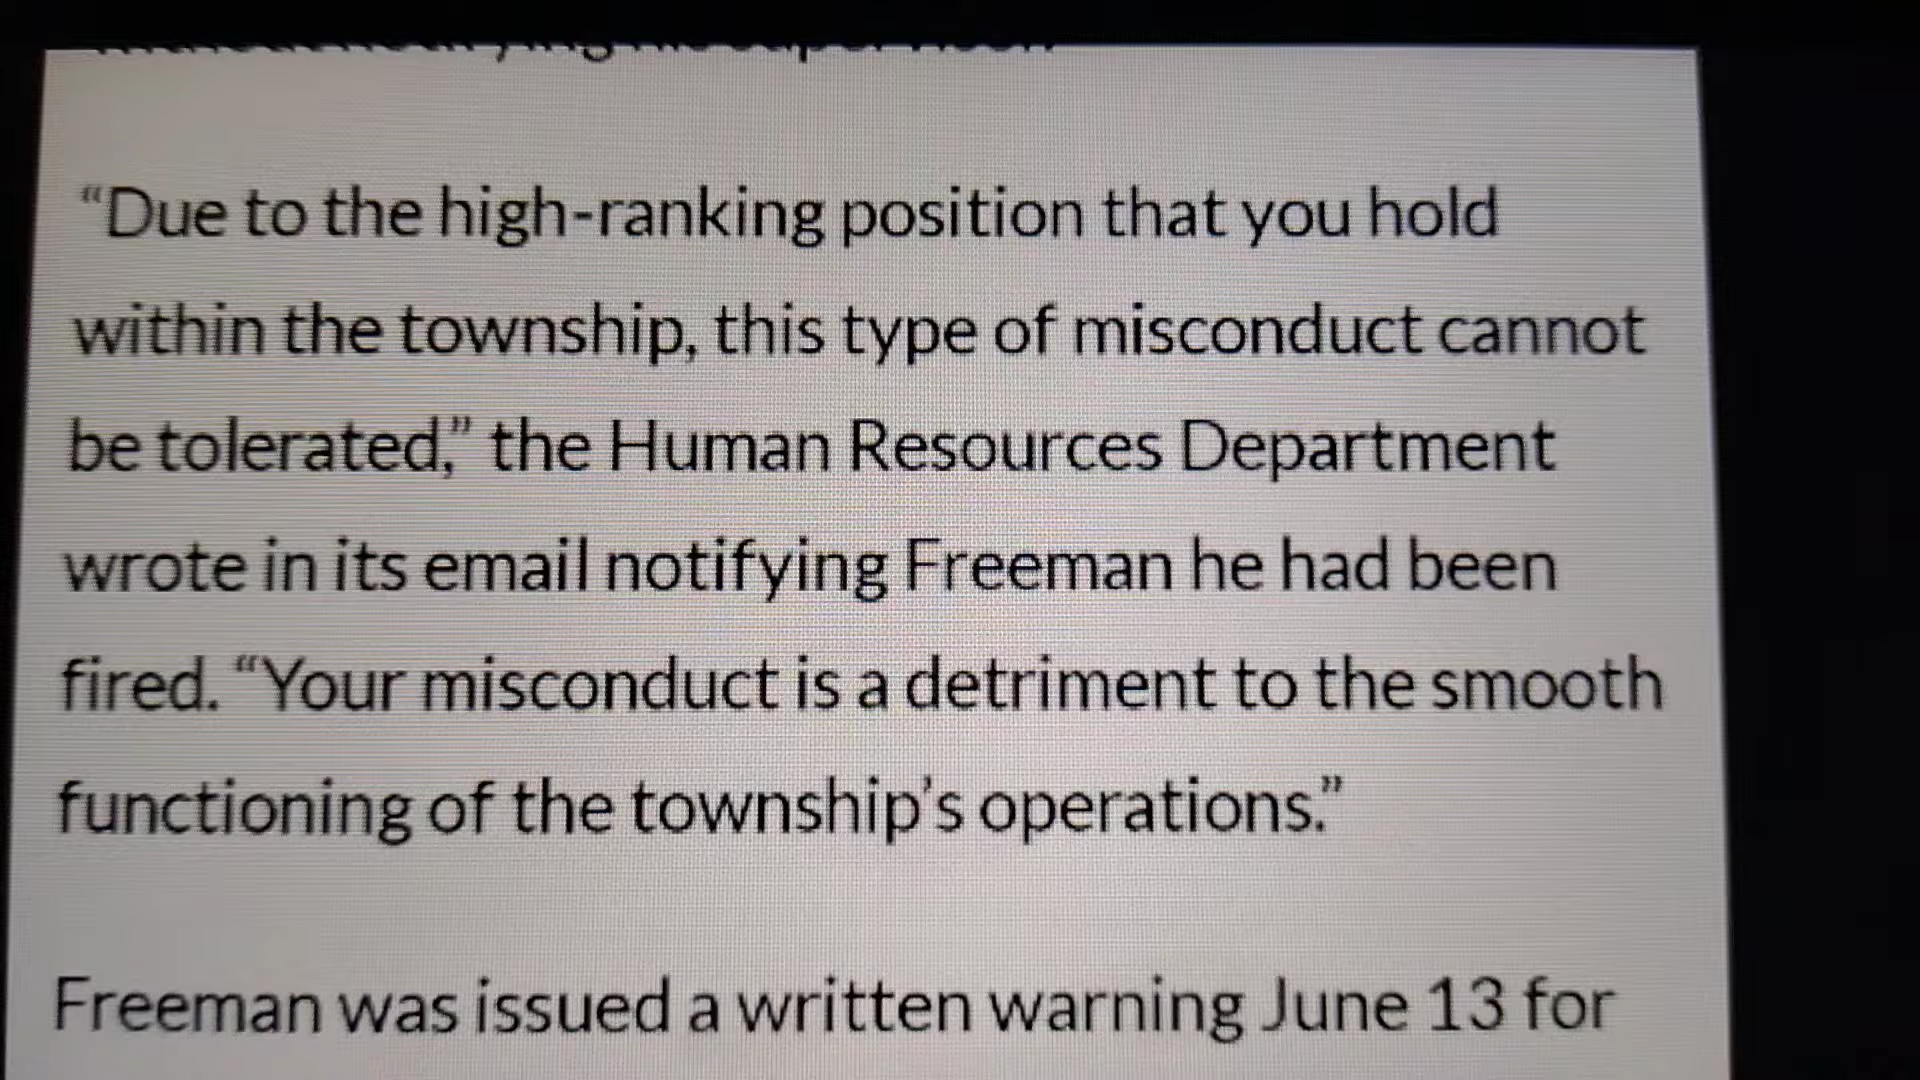 “Due to the high-ranking position that you hold
within the township, this type of misconduct cannot
be tolerated,” the Human Resources Department
wrote in its email notifying Freeman he had been
fired. “Your misconduct is a detriment to the smooth
functioning of the township’s operations.”
Freeman was issued a written warning June 13 for